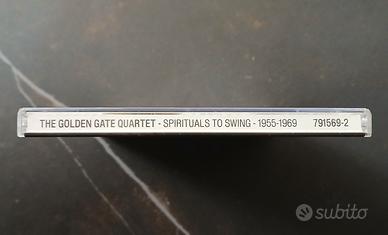 THE GOLDEN GATE QUARTET - SPIRITUALS TO SWING - 1955-1969 791569-2
subito